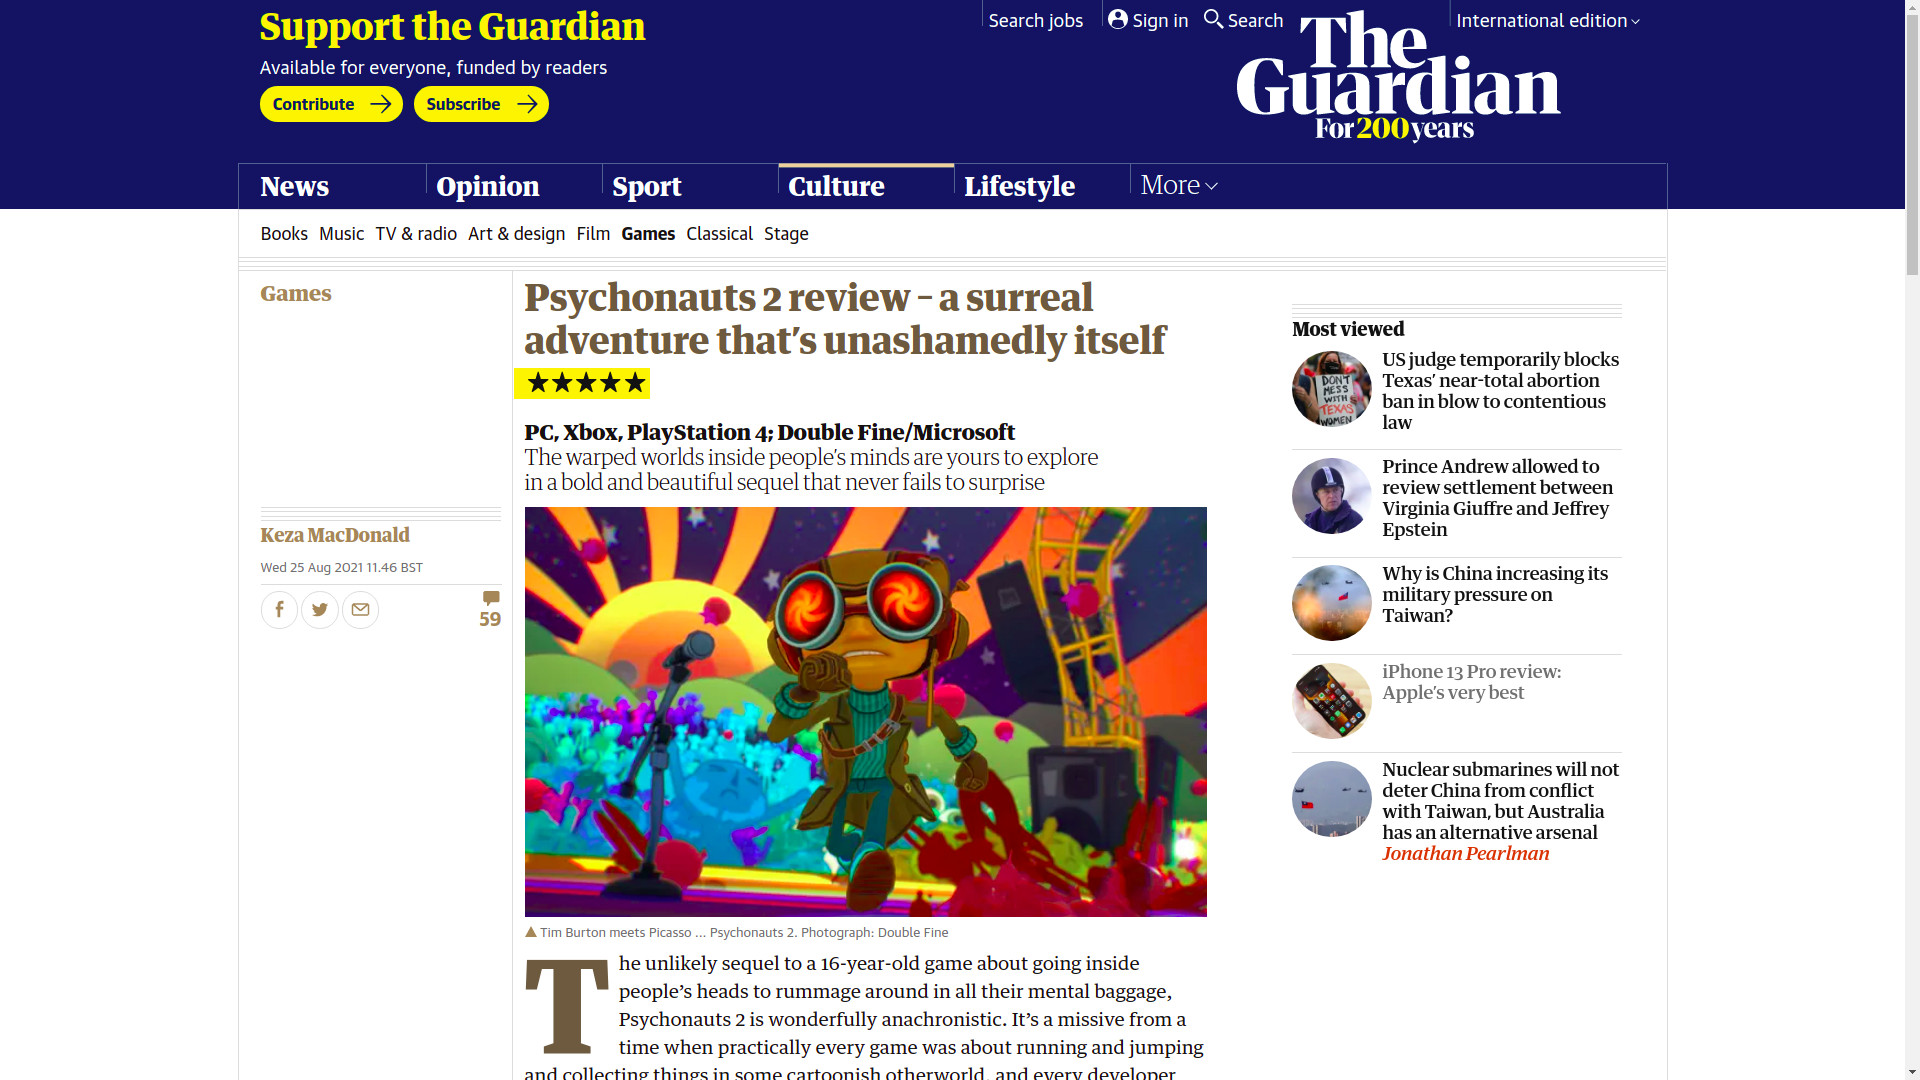 Support the Guardian
Available for everyone, funded by readers
Contribute
Subscribe
Search jobs
Sign in
Search
International edition
The
Guardian
For 200 years
News
Opinion
Sport
Culture
Lifestyle
More
Books Music TV & radio Art & design Film Games Classical Stage
Games
Psychonauts 2 review – a surreal
adventure that’s unashamedly itself
PC, Xbox, PlayStation 4; Double Fine/Microsoft
The warped worlds inside people’s minds are yours to explore
in a bold and beautiful sequel that never fails to surprise
Keza MacDonald
Wed 25 Aug 2021 11.46 BST
59
Tim Burton meets Picasso ... Psychonauts 2. Photograph: Double Fine
The unlikely sequel to a 16-year-old game about going inside
people’s heads to rummage around in all their mental baggage,
Psychonauts 2 is wonderfully anachronistic. It’s a missive from a
time when practically every game was about running and jumping
and collecting things in some cartoonish otherworld, and every developer
Most viewed
DON'T
MESS
WITH
TEXAS
WOMEN
US judge temporarily blocks
Texas’ near-total abortion
ban in blow to contentious
law
Prince Andrew allowed to
review settlement between
Virginia Giuffre and Jeffrey
Epstein
Why is China increasing its
military pressure on
Taiwan?
iPhone 13 Pro review:
Apple’s very best
Nuclear submarines will not
deter China from conflict
with Taiwan, but Australia
has an alternative arsenal
Jonathan Pearlman